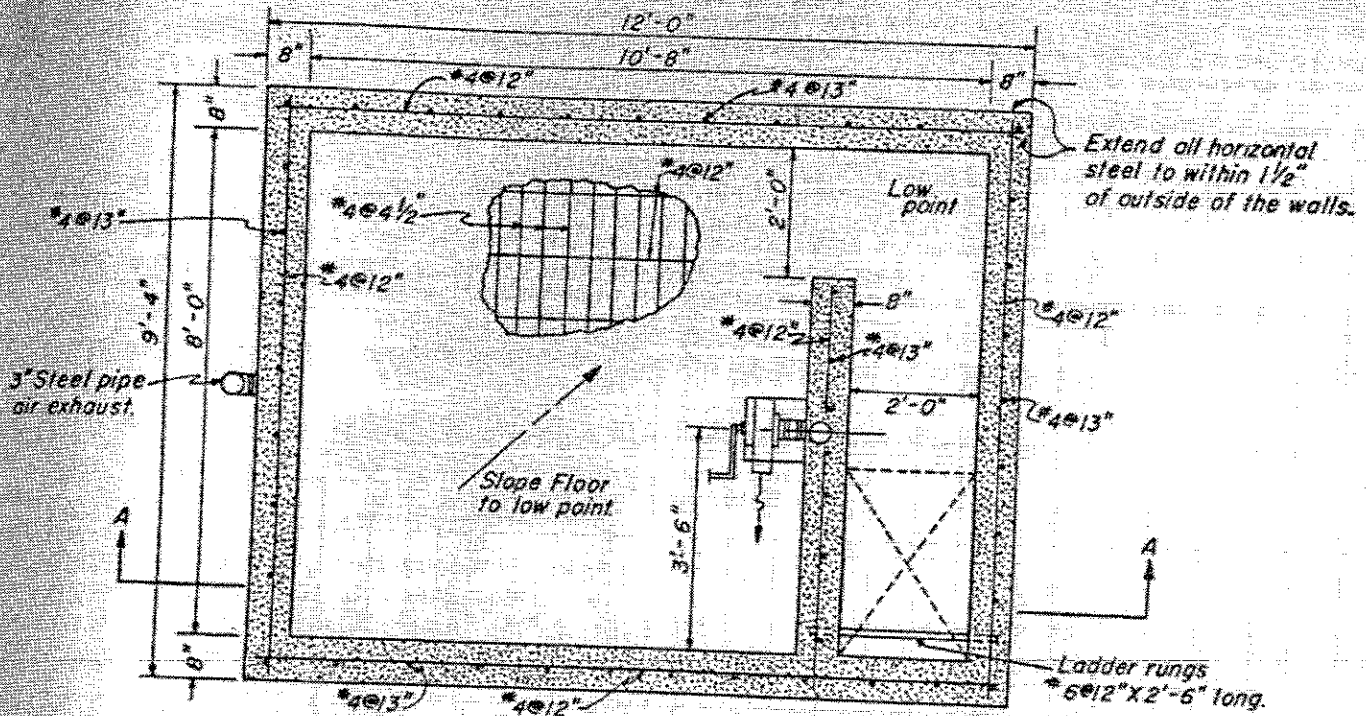 12'-0"
8"
10'-8"
8"
#4@12"
#4@13"
8"
Extend all horizontal
steel to within 1½"
of outside of the walls.
#4@12"
2'-0"
Low
point
#4@4½"
#4@13"
#4@12"
9'-4"
8'-0"
8"
#4@12"
#4@12"
#4@13"
3" Steel pipe
air exhaust
2'-0"
#4@13"
Slope Floor
to low point
3'-6"
A
A
8"
Ladder rungs
#6@12"X2'-6" long.
#4@13"
#4@12"